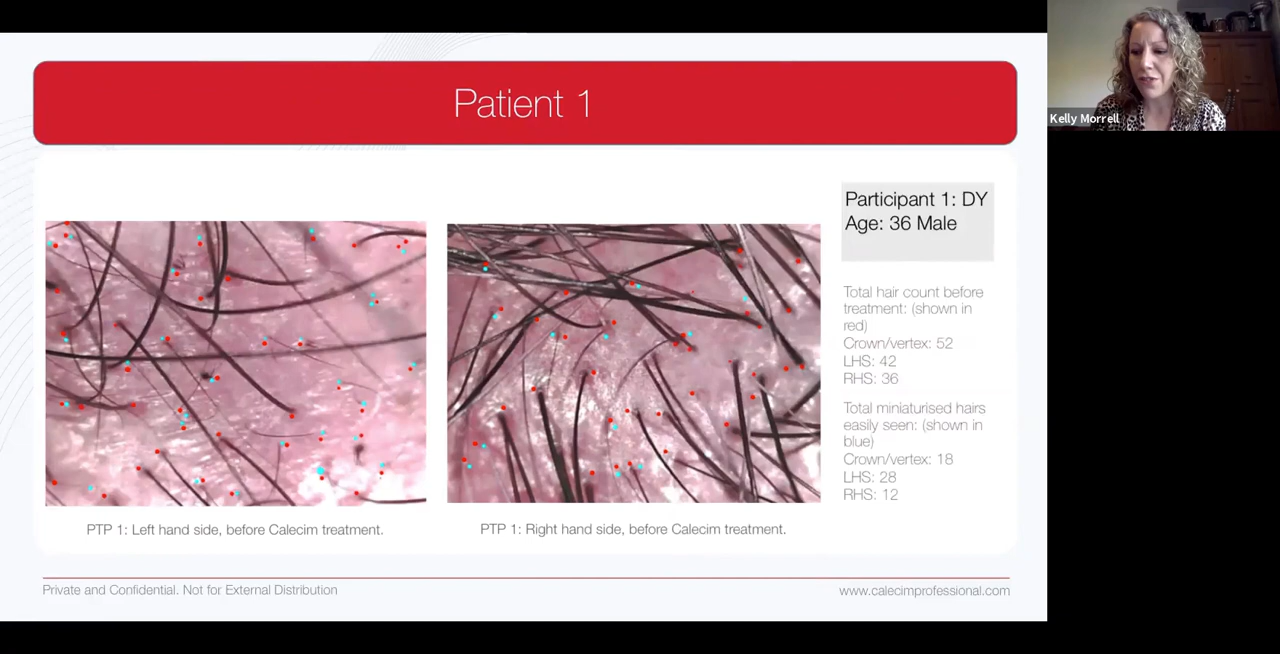 Patient 1
Kelly Morrell
Participant 1: DY
Age: 36 Male
Total hair count before
treatment: (shown in
red)
Crown/vertex: 52
LHS: 42
RHS: 36
Total miniaturised hairs
easily seen: (shown in
blue)
Crown/vertex: 18
LHS: 28
RHS: 12
PTP 1: Left hand side, before Calecim treatment.
PTP 1: Right hand side, before Calecim treatment.
Private and Confidential. Not for External Distribution
www.calecimprofessional.com